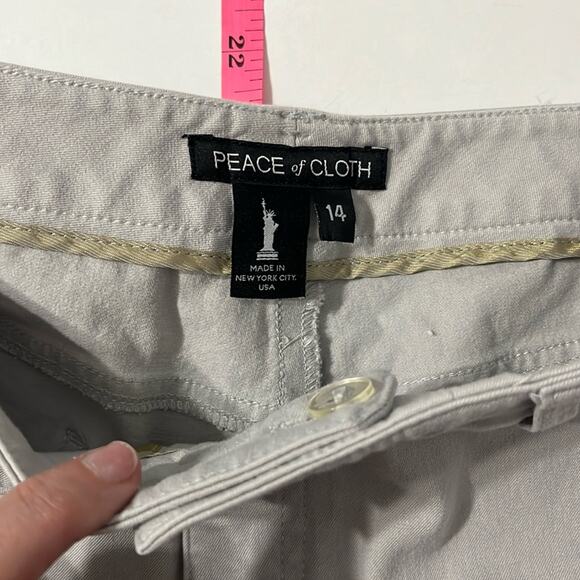 22
PEACE of CLOTH
14
MADE IN
NEW YORK CITY
USA